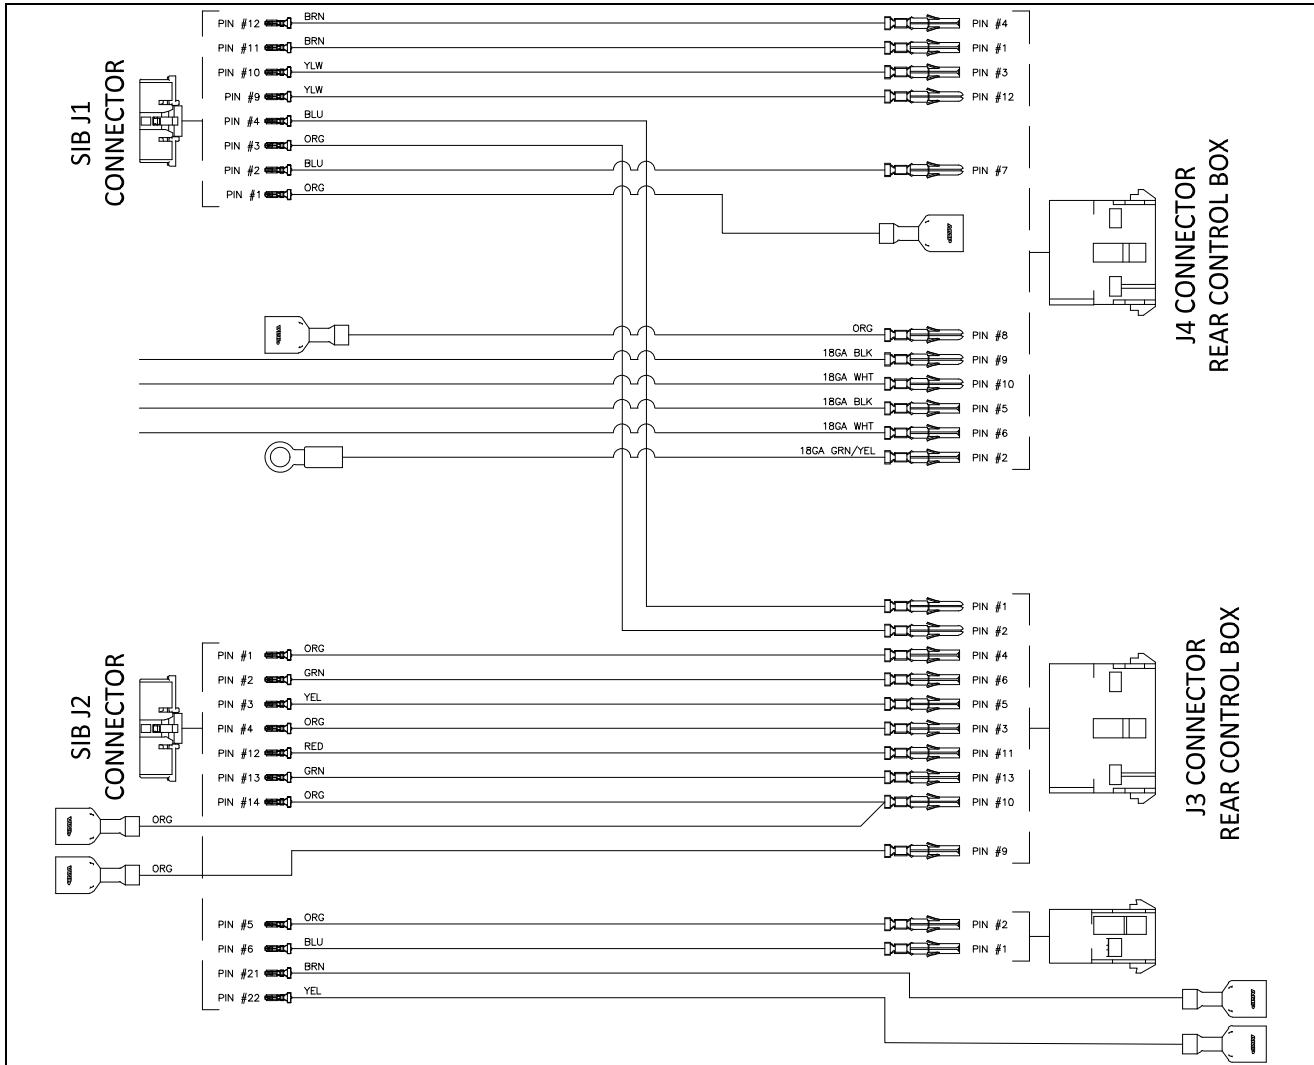 SIB J1
CONNECTOR
PIN #12 BRN PIN #4
PIN #11 BRN PIN #1
PIN #10 YLW PIN #3
PIN #9 YLW PIN #12
PIN #4 BLU
PIN #3 ORG
PIN #2 BLU PIN #7
PIN #1 ORG
J4 CONNECTOR
REAR CONTROL BOX
ORG PIN #8
18GA BLK PIN #9
18GA WHT PIN #10
18GA BLK PIN #5
18GA WHT PIN #6
18GA GRN/YEL PIN #2
PIN #1
PIN #2
SIB J2
CONNECTOR
PIN #1 ORG PIN #4
PIN #2 GRN PIN #6
PIN #3 YEL PIN #5
PIN #4 ORG PIN #3
PIN #12 RED PIN #11
PIN #13 GRN PIN #13
PIN #14 ORG PIN #10
ORG
ORG PIN #9
J3 CONNECTOR
REAR CONTROL BOX
PIN #5 ORG PIN #2
PIN #6 BLU PIN #1
PIN #21 BRN
PIN #22 YEL